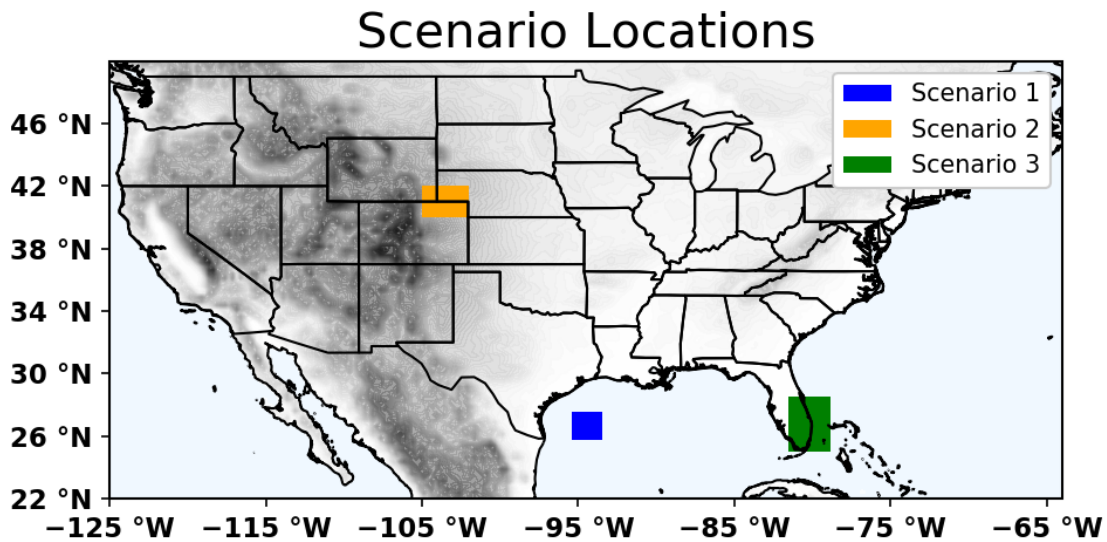 Scenario Locations
Scenario 1
Scenario 2
Scenario 3
46 °N
42 °N
38 °N
34 °N
30 °N
26 °N
22 °N
−125 °W −115 °W −105 °W −95 °W −85 °W −75 °W −65 °W